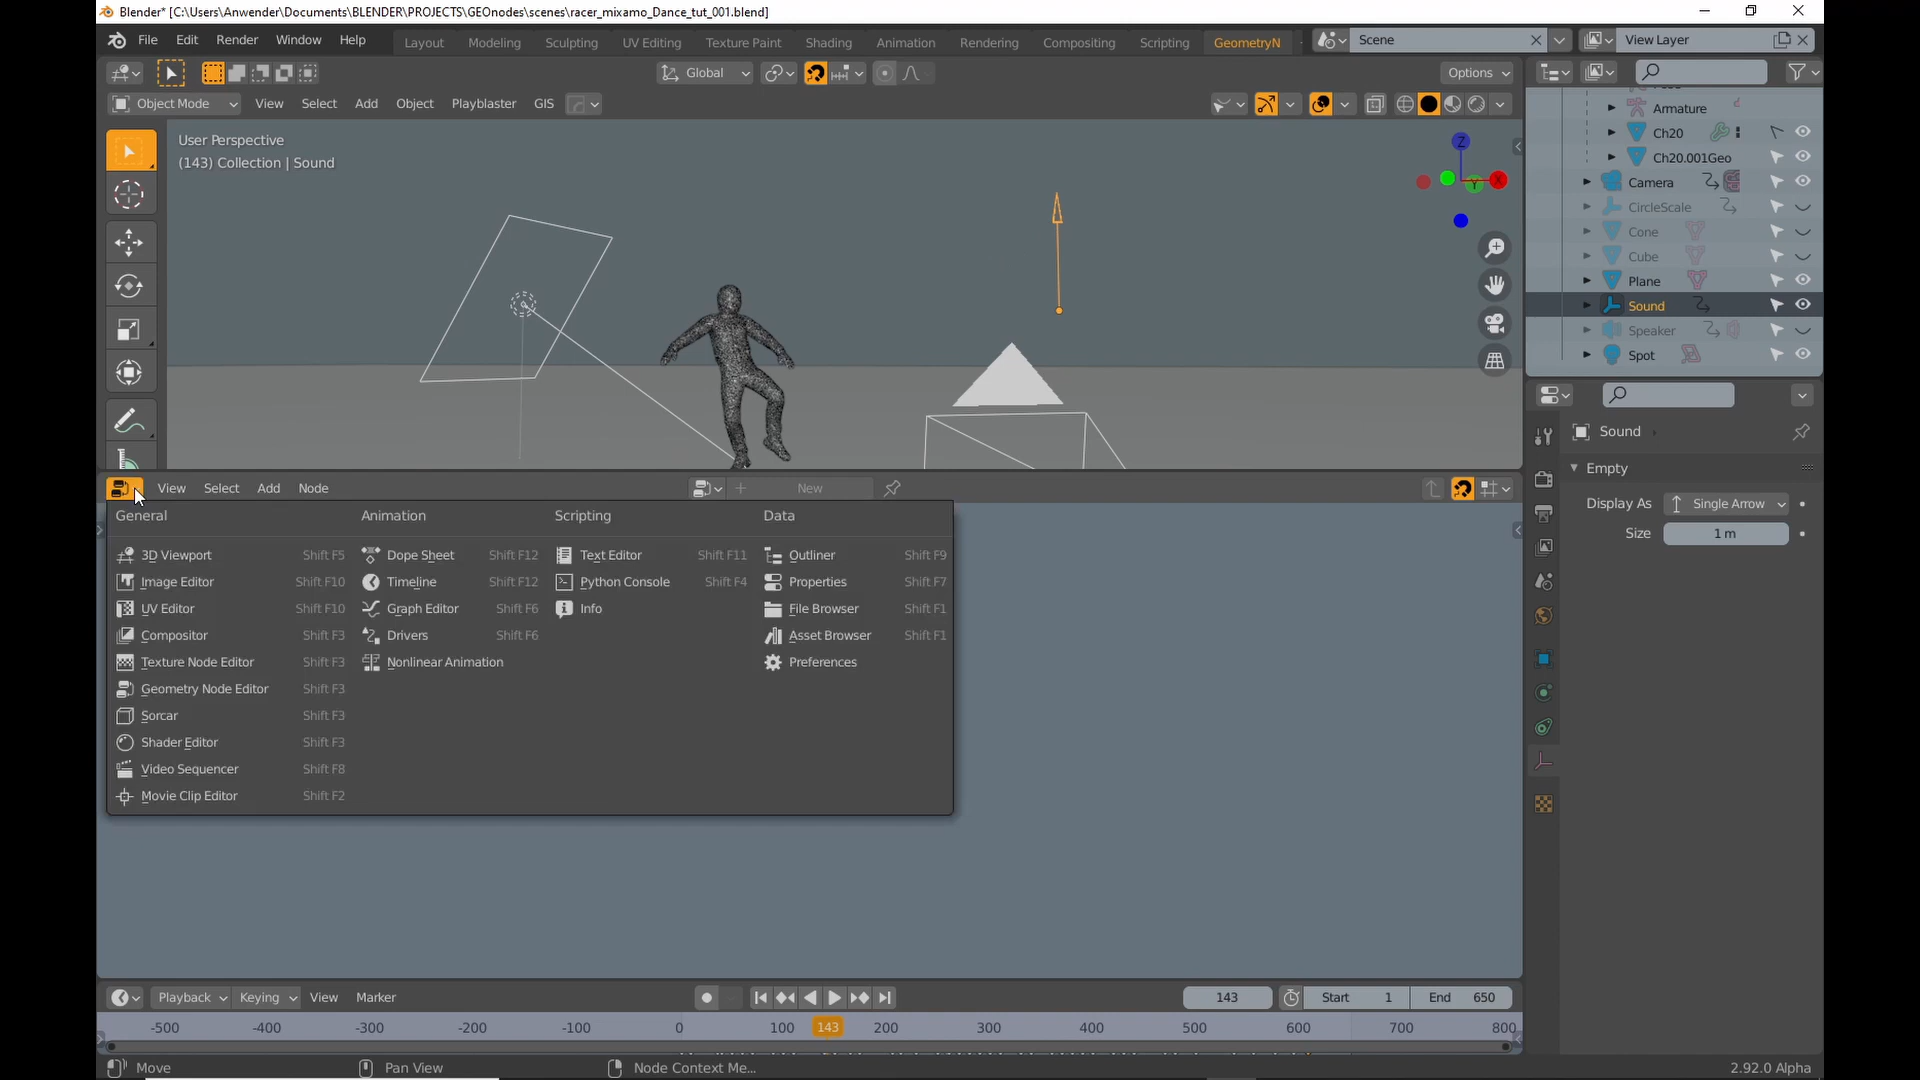 Blender* [C:\Users\Anwender\Documents\BLENDER\PROJECTS\GEOnodes\scenes\racer_mixamo_Dance_tut_001.blend]
File Edit Render Window Help Layout Modeling Sculpting UV Editing Texture Paint Shading Animation Rendering Compositing Scripting GeometryN Scene View Layer
Global Options
Object Mode View Select Add Object Playblaster GIS
User Perspective
(143) Collection | Sound
Z
X
Y
Armature
Ch20
Ch20.001Geo
Camera
CircleScale
Cone
Cube
Plane
Sound
Speaker
Spot
Sound
Empty
Display As Single Arrow
Size 1 m
View Select Add Node New
General Animation Scripting Data
3D Viewport Shift F5 Dope Sheet Shift F12 Text Editor Shift F11 Outliner Shift F9
Image Editor Shift F10 Timeline Shift F12 Python Console Shift F4 Properties Shift F7
UV Editor Shift F10 Graph Editor Shift F6 Info File Browser Shift F1
Compositor Shift F3 Drivers Shift F6 Asset Browser Shift F1
Texture Node Editor Shift F3 Nonlinear Animation Preferences
Geometry Node Editor Shift F3
Sorcar Shift F3
Shader Editor Shift F3
Video Sequencer Shift F8
Movie Clip Editor Shift F2
Playback Keying View Marker 143 Start 1 End 650
-500 -400 -300 -200 -100 0 100 143 200 300 400 500 600 700 800
Move Pan View Node Context Me... 2.92.0 Alpha